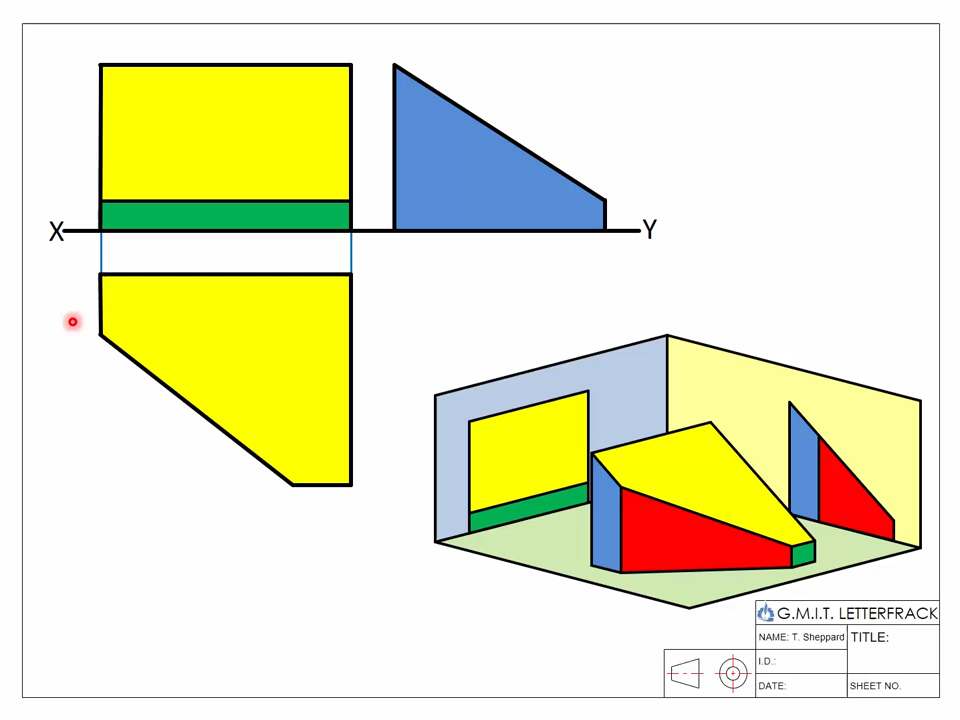 X
Y
G.M.I.T. LETTERFRACK
NAME: T. Sheppard
TITLE:
I.D.:
DATE:
SHEET NO.